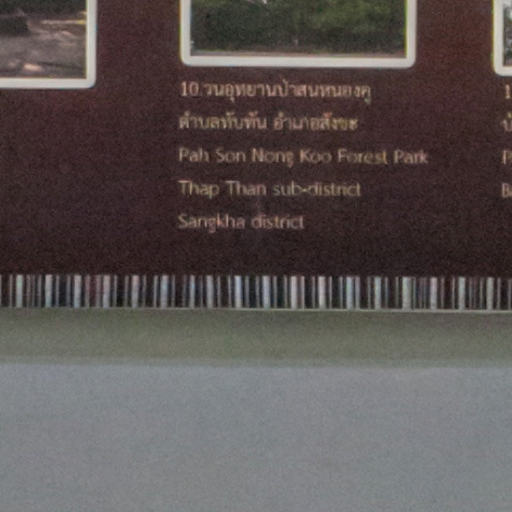 10.วนอุทยานป่าสนหนองคู
ตำบลทับทัน อำเภอสังขะ
Pah Son Nong Koo Forest Park
Thap Than sub-district
Sangkha district